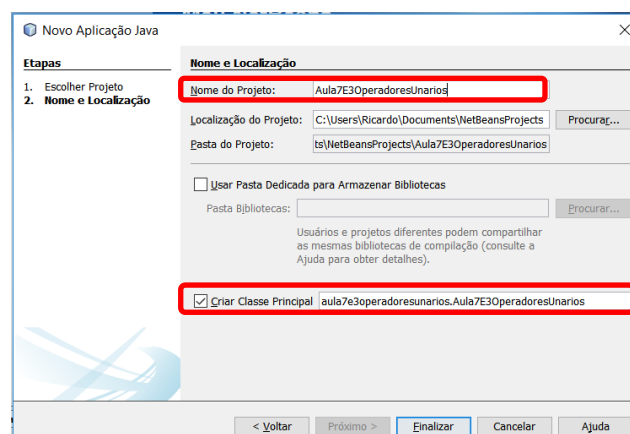 Novo Aplicação Java
Etapas
1. Escolher Projeto
2. Nome e Localização
Nome e Localização
Nome do Projeto: Aula7E3OperadoresUnarios
Localização do Projeto: C:\Users\Ricardo\Documents\NetBeansProjects Procurar...
Pasta do Projeto: ts\NetBeansProjects\Aula7E3OperadoresUnarios
Usar Pasta Dedicada para Armazenar Bibliotecas
Pasta Bibliotecas: Procurar...
Usuários e projetos diferentes podem compartilhar
as mesmas bibliotecas de compilação (consulte a
Ajuda para obter detalhes).
Criar Classe Principal aula7e3operadoresunarios.Aula7E3OperadoresUnarios
< Voltar Próximo > Finalizar Cancelar Ajuda